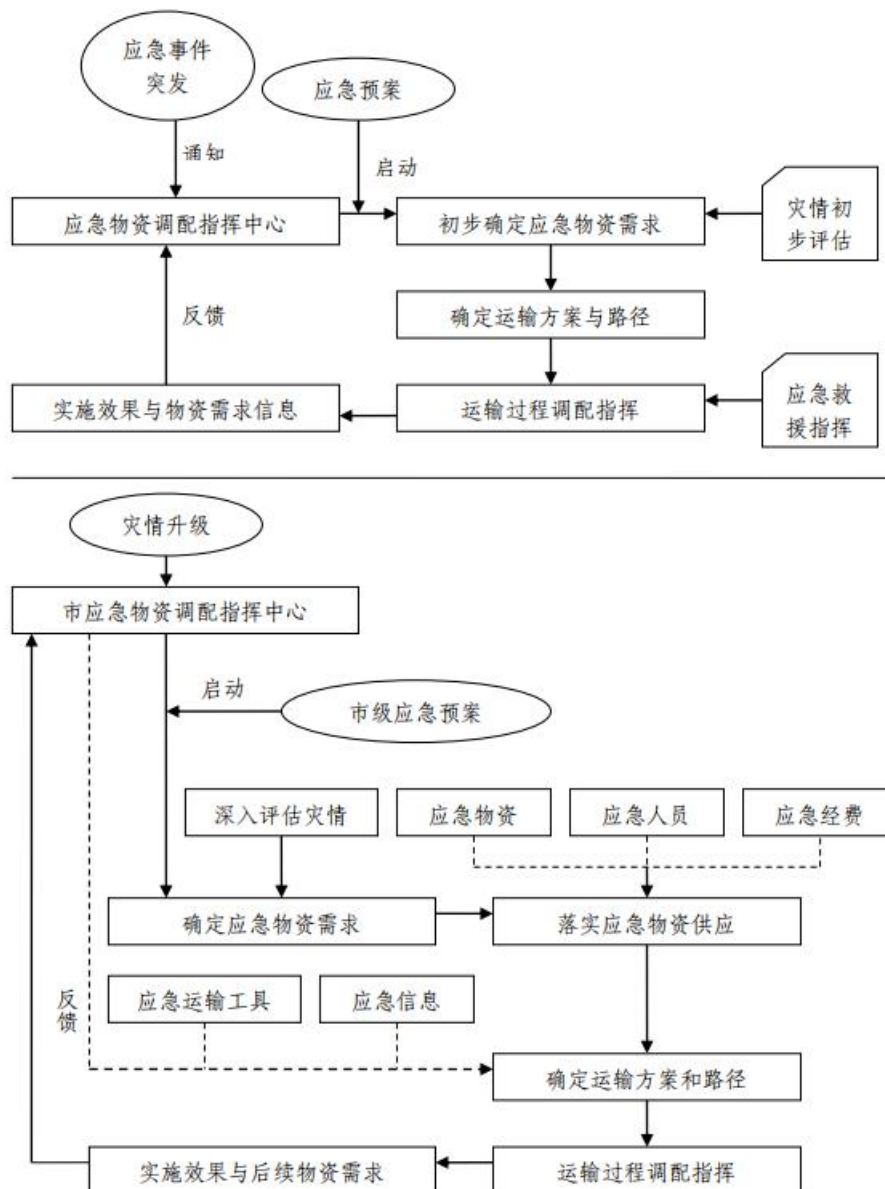 应急事件
突发
应急预案
通知
启动
应急物资调配指挥中心
初步确定应急物资需求
灾情初
步评估
确定运输方案与路径
反馈
实施效果与物资需求信息
运输过程调配指挥
应急救
援指挥
灾情升级
市应急物资调配指挥中心
启动
市级应急预案
深入评估灾情
应急物资
应急人员
应急经费
确定应急物资需求
落实应急物资供应
反
馈
应急运输工具
应急信息
确定运输方案和路径
实施效果与后续物资需求
运输过程调配指挥